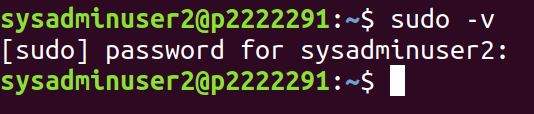 sysadminuser2@p2222291:~$ sudo -v
[sudo] password for sysadminuser2:
sysadminuser2@p2222291:~$